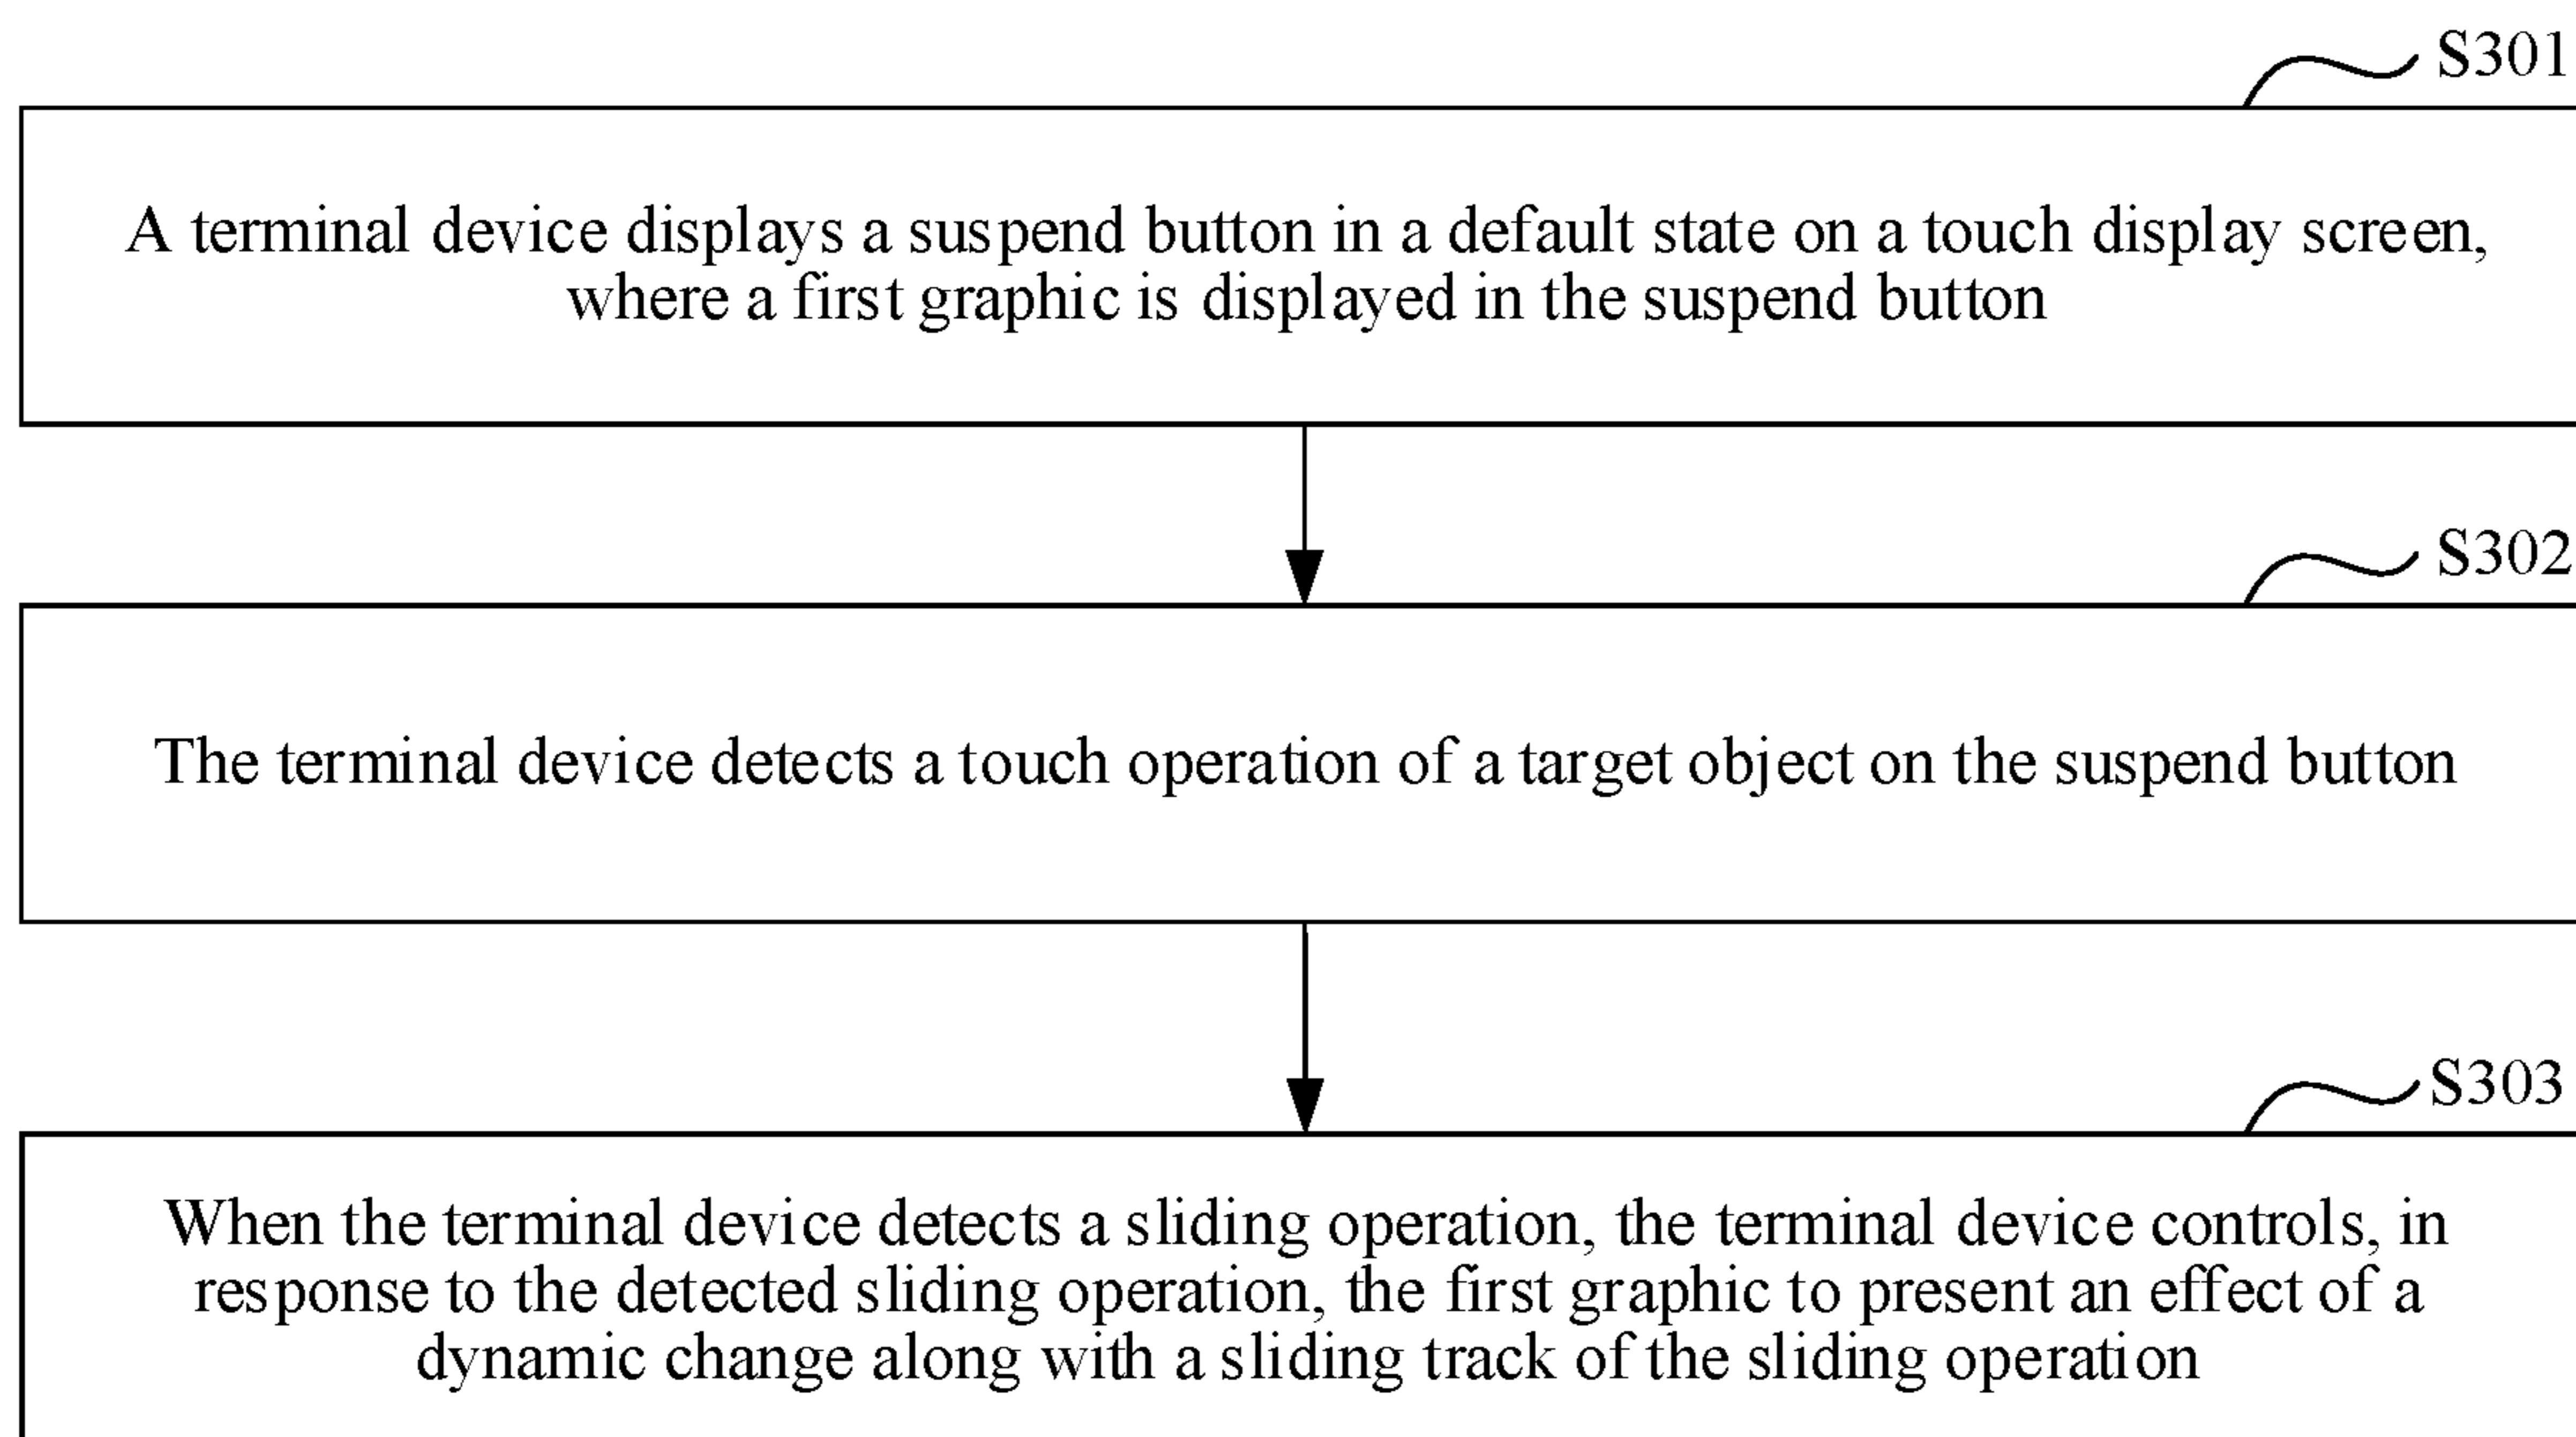 S301
A terminal device displays a suspend button in a default state on a touch display screen,
where a first graphic is displayed in the suspend button
S302
The terminal device detects a touch operation of a target object on the suspend button
S303
When the terminal device detects a sliding operation, the terminal device controls, in
response to the detected sliding operation, the first graphic to present an effect of a
dynamic change along with a sliding track of the sliding operation